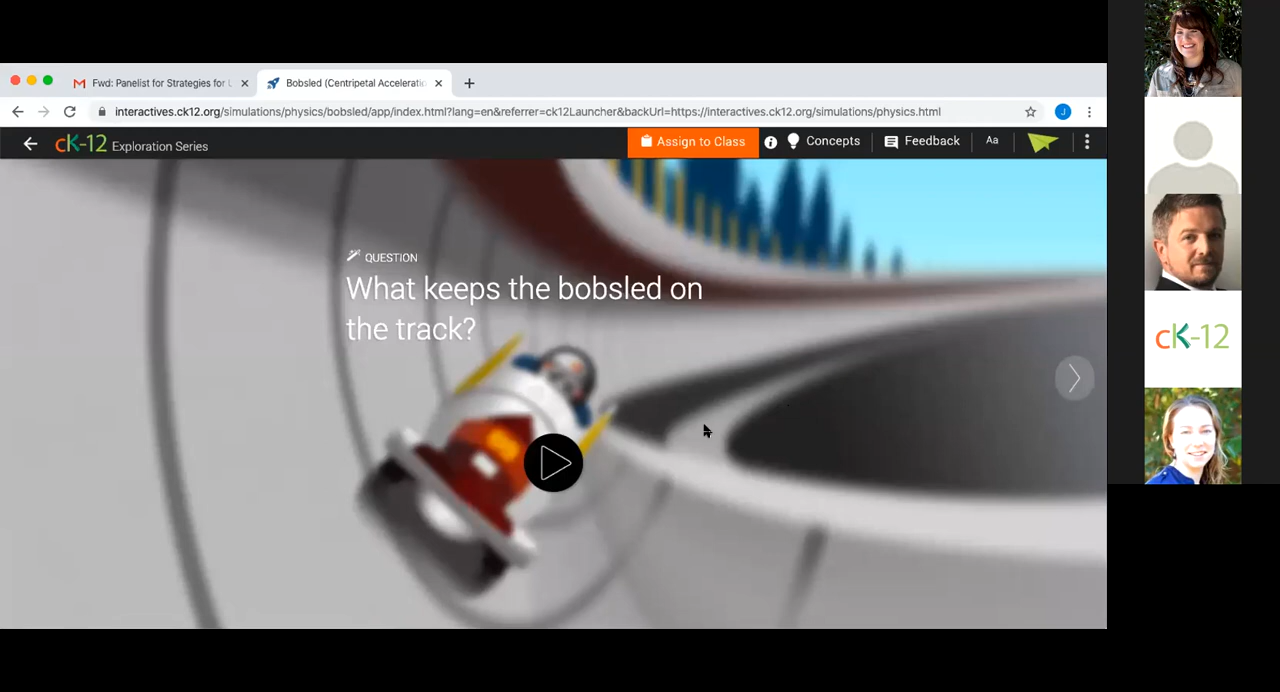 Fwd: Panelist for Strategies for U
Bobsled (Centripetal Acceleratio
interactives.ck12.org/simulations/physics/bobsled/app/index.html?lang=en&referrer=ck12Launcher&backUrl=https://interactives.ck12.org/simulations/physics.html
J
cK-12 Exploration Series
Assign to Class
Concepts
Feedback
Aa
QUESTION
What keeps the bobsled on
the track?
cK-12